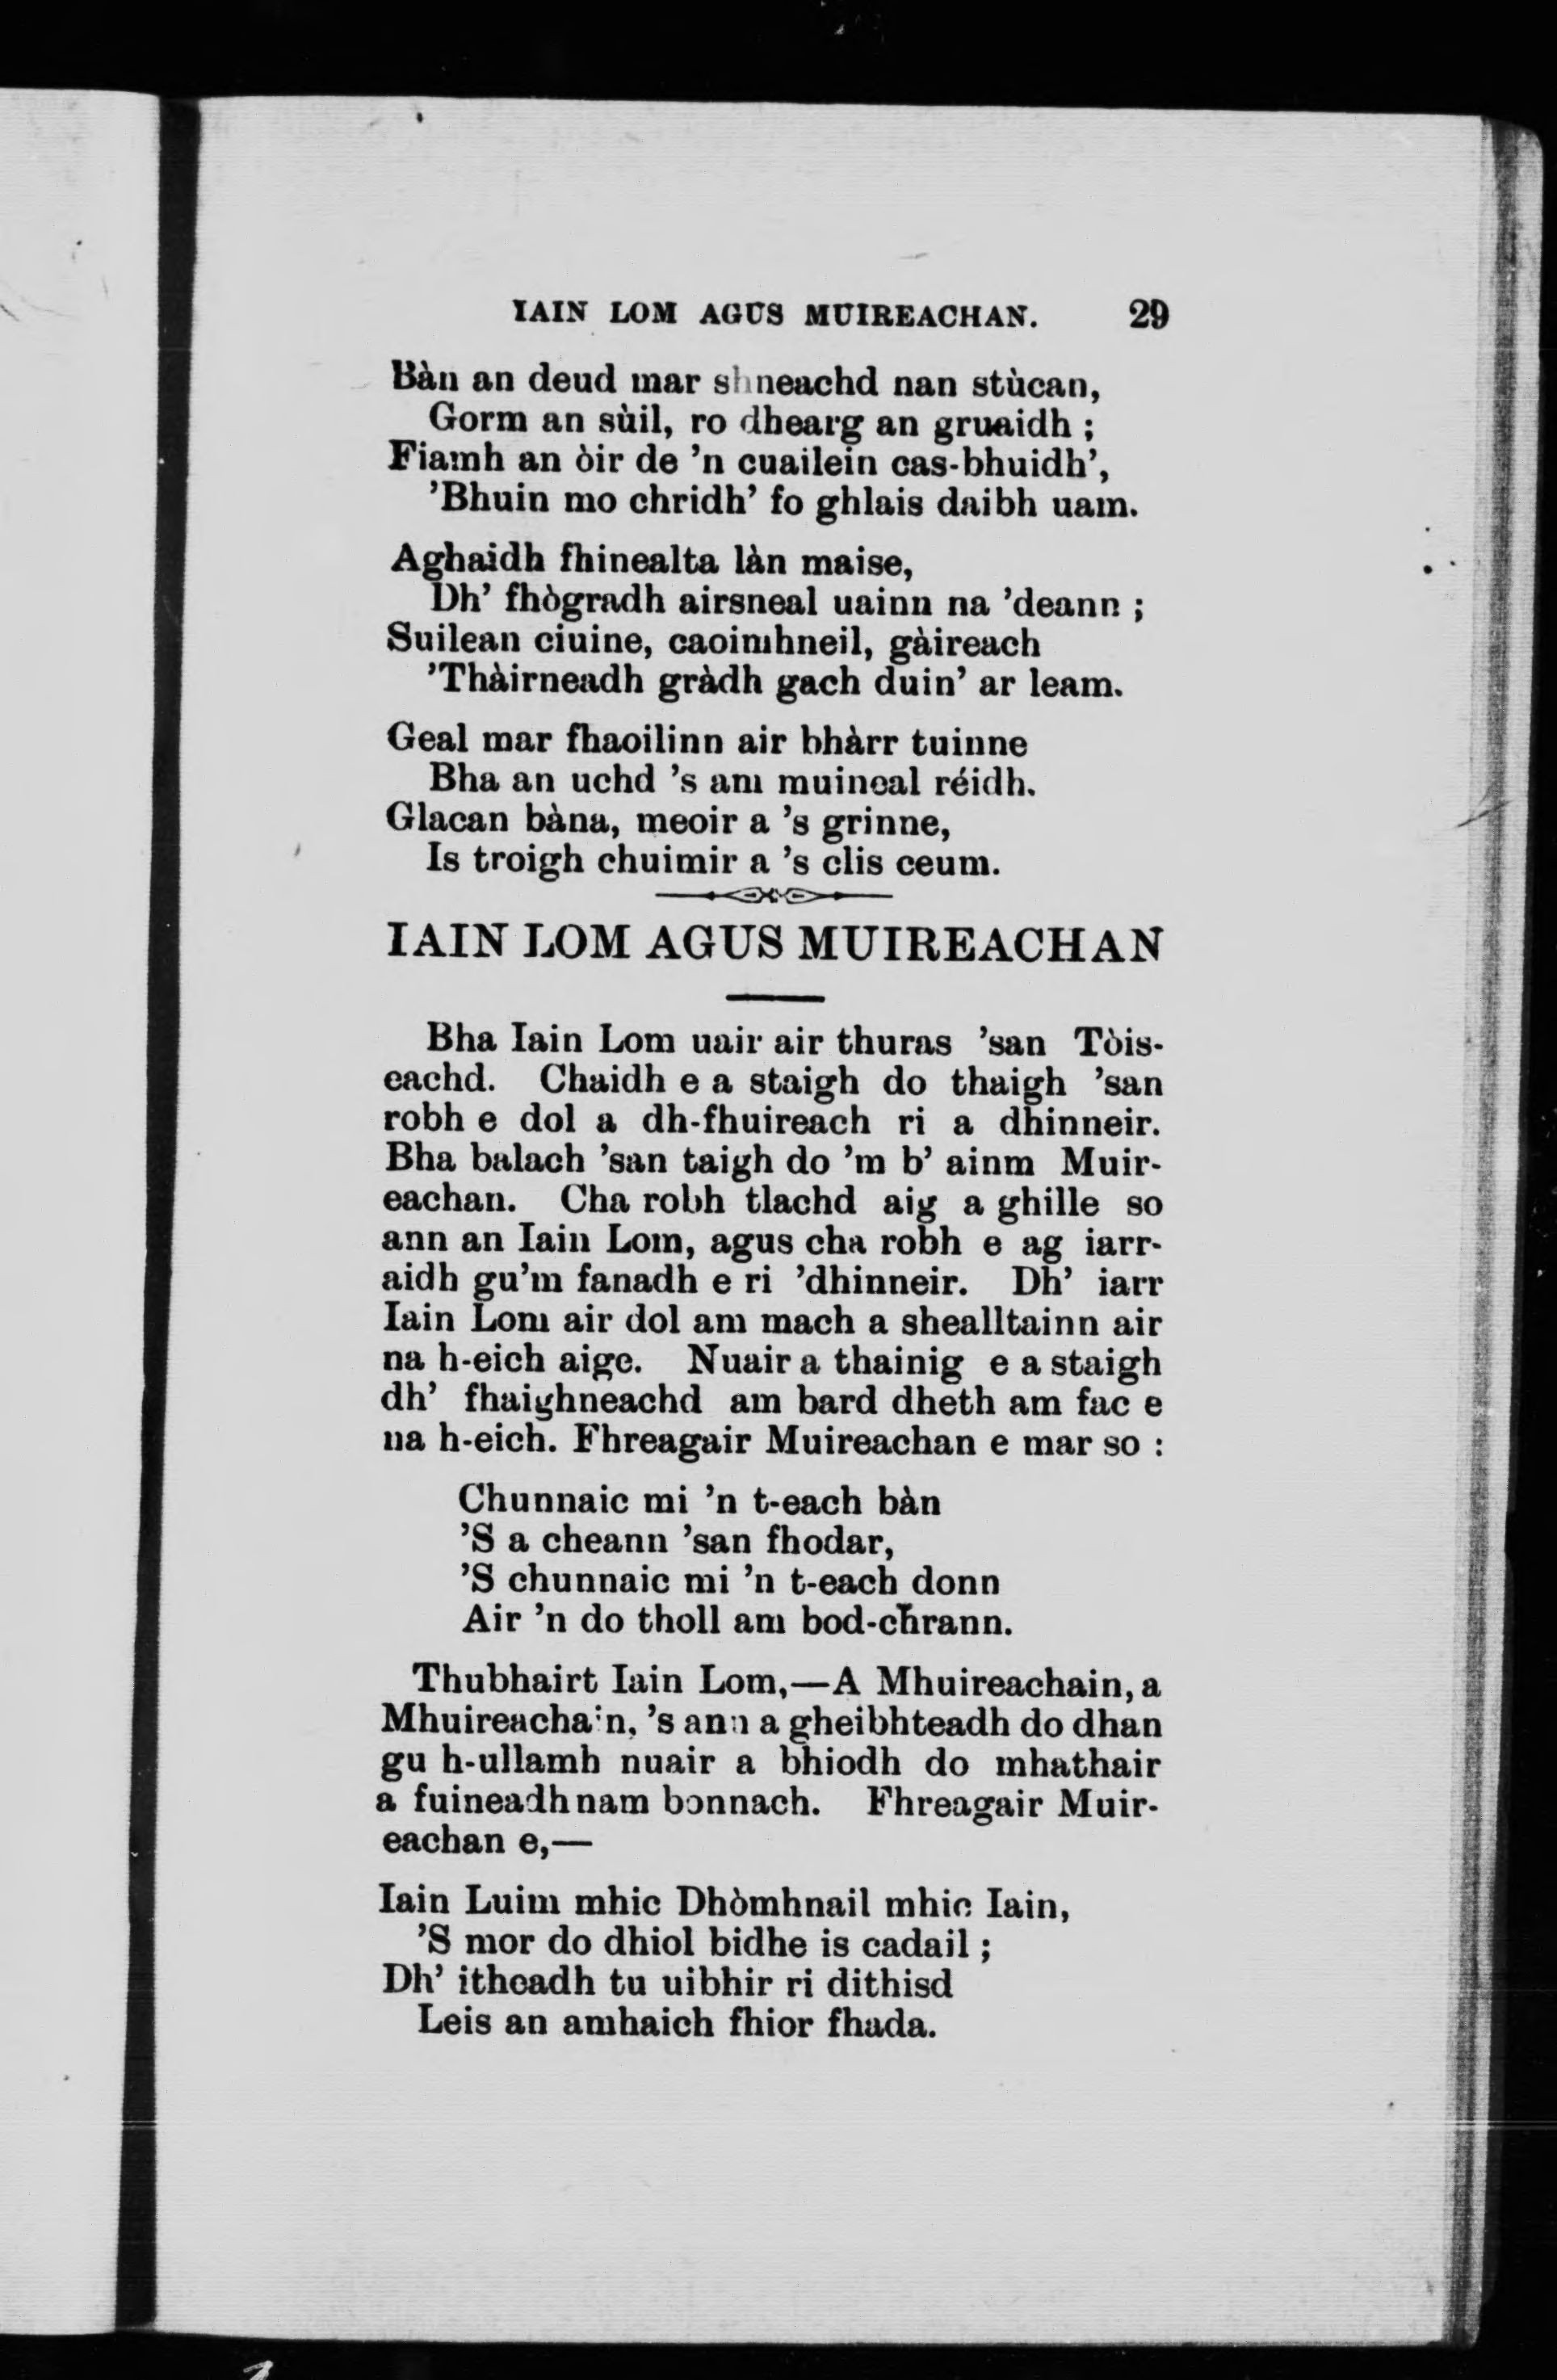 IAIN LOM AGUS MUIREACHAN. 29
Bàn an deud mar shneachd nan stùcan,
Gorm an sùil, ro dhearg an gruaidh ;
Fiamh an òir de ’n cuailein cas-bhuidh’,
’Bhuin mo chridh’ fo ghlais daibh uam.
Aghaidh fhinealta làn maise,
Dh’ fhògradh airsneal uainn na ’deann ;
Suilean ciuine, caoimhneil, gàireach
’Thàirneadh gràdh gach duin’ ar leam.
Geal mar fhaoilinn air bhàrr tuinne
Bha an uchd ’s am muineal réidh.
Glacan bàna, meoir a ’s grinne,
Is troigh chuimir a ’s clis ceum.
IAIN LOM AGUS MUIREACHAN
Bha Iain Lom uair air thuras ’san Tòis-
eachd. Chaidh e a staigh do thaigh ’san
robh e dol a dh-fhuireach ri a dhinneir.
Bha balach ’san taigh do ’m b’ ainm Muir-
eachan. Cha robh tlachd aig a ghille so
ann an Iain Lom, agus cha robh e ag iarr-
aidh gu’m fanadh e ri ’dhinneir. Dh’ iarr
Iain Lom air dol am mach a shealltainn air
na h-eich aige. Nuair a thainig e a staigh
dh’ fhaighneachd am bard dheth am fac e
na h-eich. Fhreagair Muireachan e mar so :
Chunnaic mi ’n t-each bàn
’S a cheann ’san fhodar,
’S chunnaic mi ’n t-each donn
Air ’n do tholl am bod-chrann.
Thubhairt Iain Lom,—A Mhuireachain, a
Mhuireachain, ’s ann a gheibhteadh do dhan
gu h-ullamh nuair a bhiodh do mhathair
a fuineadh nam bonnach. Fhreagair Muir-
eachan e,—
Iain Luim mhic Dhòmhnail mhic Iain,
’S mor do dhiol bidhe is cadail ;
Dh’ itheadh tu uibhir ri dithisd
Leis an amhaich fhior fhada.